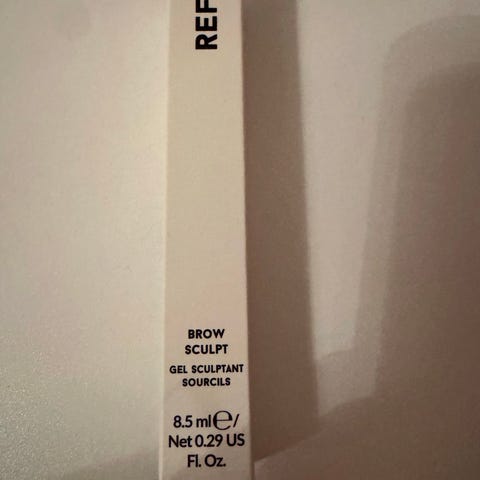 REF
BROW
SCULPT
GEL SCULPTANT
SOURCILS
8.5 ml℮/
Net 0.29 US
Fl. Oz.